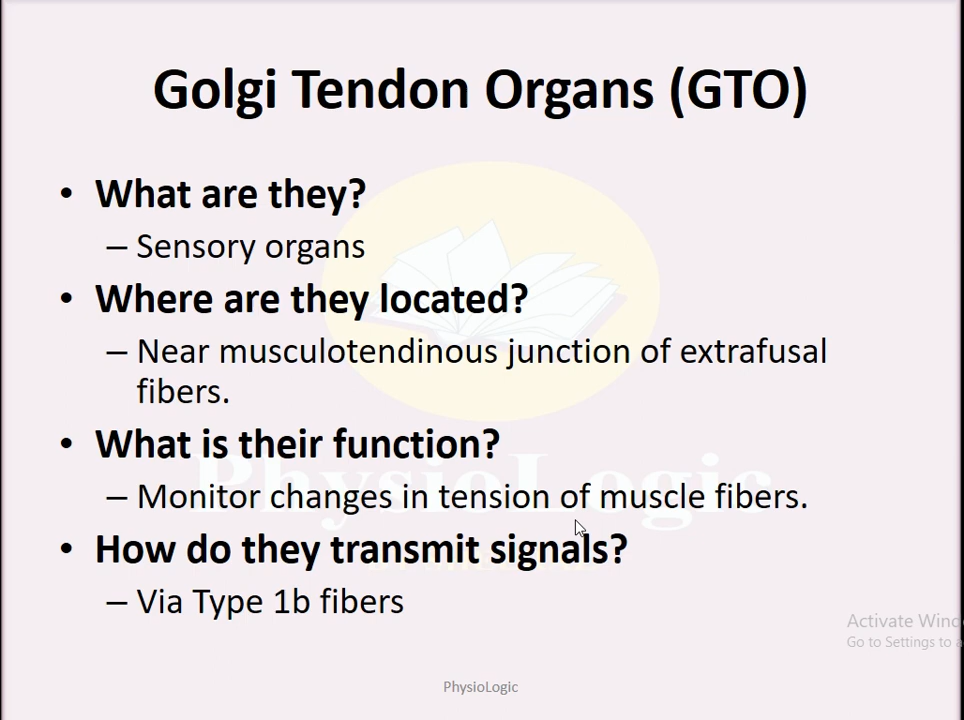 Golgi Tendon Organs (GTO)
• What are they?
– Sensory organs
• Where are they located?
– Near musculotendinous junction of extrafusal
fibers.
• What is their function?
PhysioLogic
– Monitor changes in tension of muscle fibers.
• How do they transmit signals?
– Via Type 1b fibers
Activate Wind
Go to Settings to a
PhysioLogic